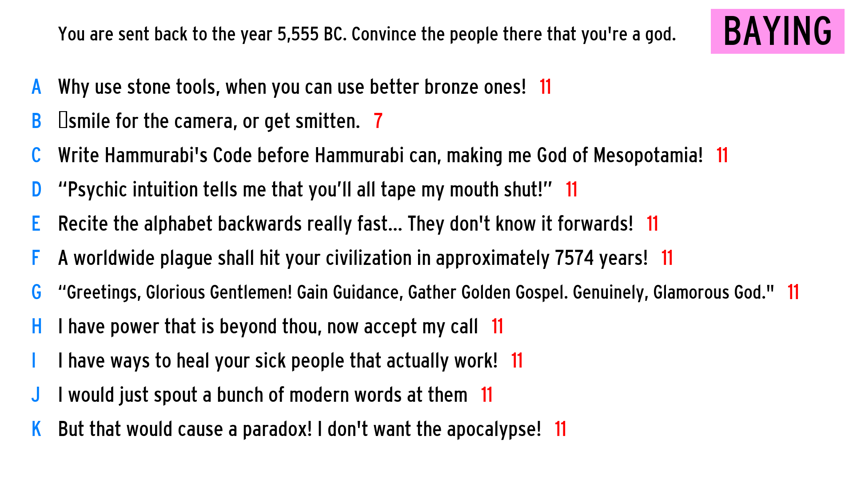 You are sent back to the year 5,555 BC. Convince the people there that you're a god.
BAYING
A Why use stone tools, when you can use better bronze ones! 11
B smile for the camera, or get smitten. 7
C Write Hammurabi's Code before Hammurabi can, making me God of Mesopotamia! 11
D “Psychic intuition tells me that you’ll all tape my mouth shut!” 11
E Recite the alphabet backwards really fast... They don't know it forwards! 11
F A worldwide plague shall hit your civilization in approximately 7574 years! 11
G “Greetings, Glorious Gentlemen! Gain Guidance, Gather Golden Gospel. Genuinely, Glamorous God." 11
H I have power that is beyond thou, now accept my call 11
I I have ways to heal your sick people that actually work! 11
J I would just spout a bunch of modern words at them 11
K But that would cause a paradox! I don't want the apocalypse! 11